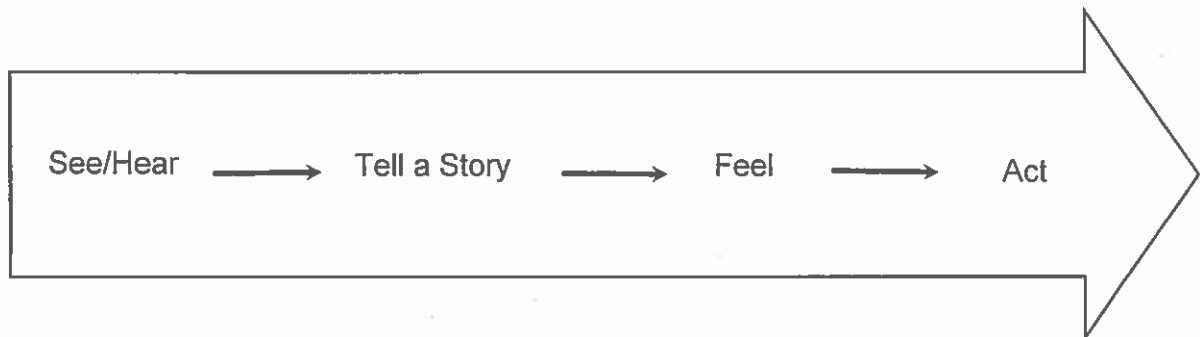 See/Hear → Tell a Story → Feel → Act